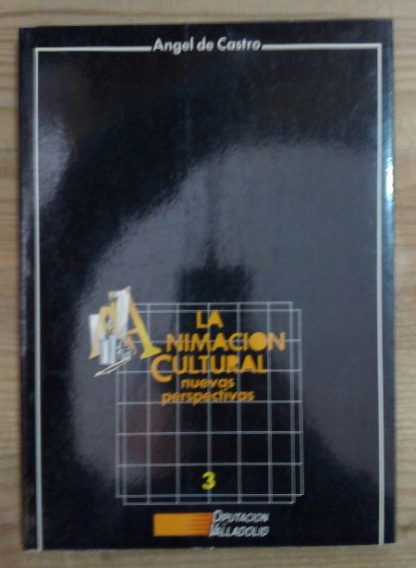 Angel de Castro
LA
ANIMACION
CULTURAL
nuevas
perspectivas
3
DIPUTACION
VALLADOLID